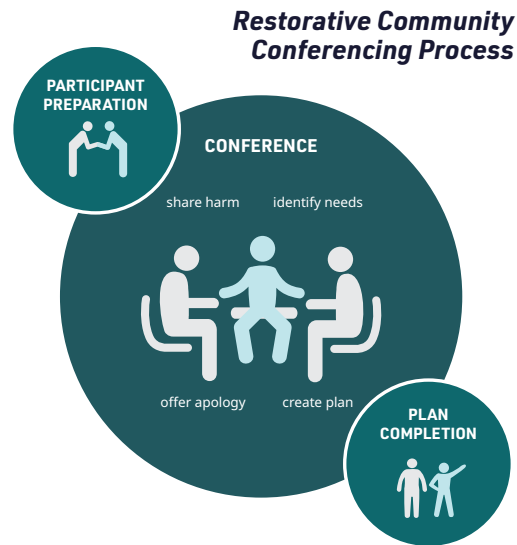 Restorative Community
Conferencing Process
PARTICIPANT
PREPARATION
CONFERENCE
share harm
identify needs
offer apology
create plan
PLAN
COMPLETION